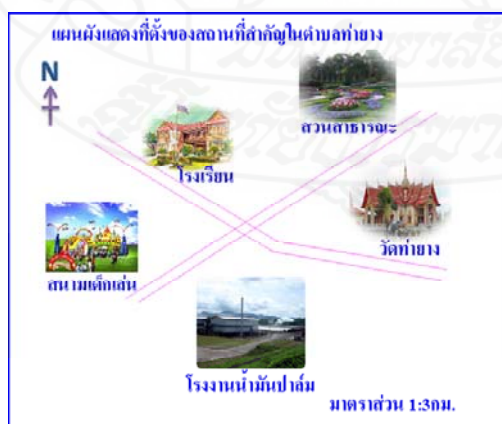 แผนผังแสดงที่ตั้งของสถานที่สำคัญในตำบลท่ายาง
N
สวนสาธารณะ
โรงเรียน
วัดท่ายาง
สนามเด็กเล่น
โรงงานน้ำมันปาล์ม
มาตราส่วน 1:3กม.